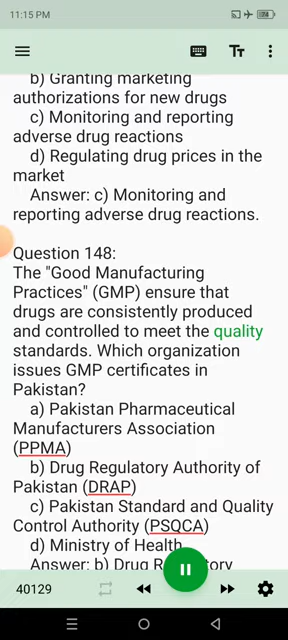 11:15 PM
b) Granting marketing
authorizations for new drugs
c) Monitoring and reporting
adverse drug reactions
d) Regulating drug prices in the
market
Answer: c) Monitoring and
reporting adverse drug reactions.
Question 148:
The "Good Manufacturing
Practices" (GMP) ensure that
drugs are consistently produced
and controlled to meet the quality
standards. Which organization
issues GMP certificates in
Pakistan?
a) Pakistan Pharmaceutical
Manufacturers Association
(PPMA)
b) Drug Regulatory Authority of
Pakistan (DRAP)
c) Pakistan Standard and Quality
Control Authority (PSQCA)
d) Ministry of Health
Answer: b) Drug
40129